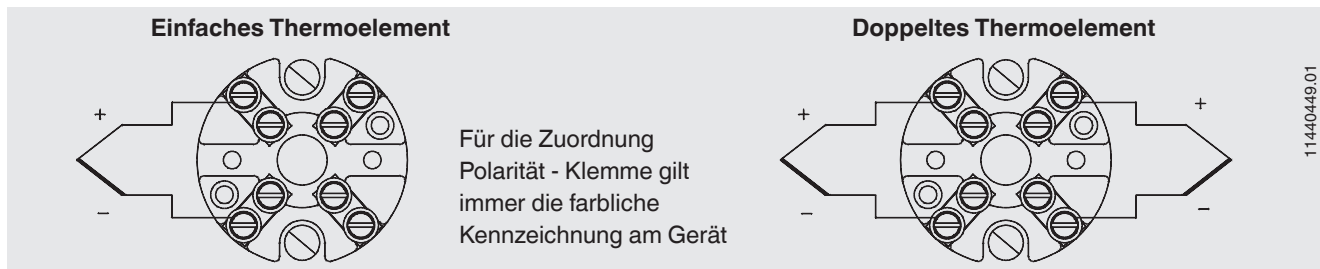 Einfaches Thermoelement
+
–
Für die Zuordnung
Polarität - Klemme gilt
immer die farbliche
Kennzeichnung am Gerät
Doppeltes Thermoelement
+
–
+
–
11440449.01